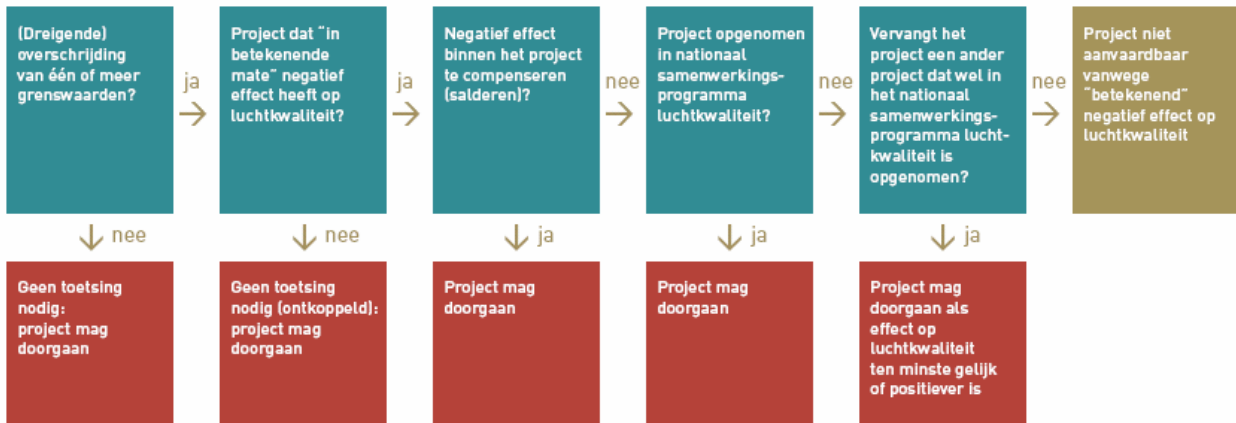 (Dreigende)
overschrijding
van één of meer
grenswaarden?
ja
Project dat “in
betekenende
mate” negatief
effect heeft op
luchtkwaliteit?
ja
Negatief effect
binnen het project
te compenseren
(salderen)?
nee
Project opgenomen
in nationaal
samenwerkings-
programma
luchtkwaliteit?
nee
Vervangt het
project een ander
project dat wel in
het nationaal
samenwerkings-
programma lucht-
kwaliteit is
opgenomen?
nee
Project niet
aanvaardbaar
vanwege
“betekenend”
negatief effect op
luchtkwaliteit
nee
nee
ja
ja
ja
Geen toetsing
nodig:
project mag
doorgaan
Geen toetsing
nodig (ontkoppeld):
project mag
doorgaan
Project mag
doorgaan
Project mag
doorgaan
Project mag
doorgaan als
effect op
luchtkwaliteit
ten minste gelijk
of positiever is